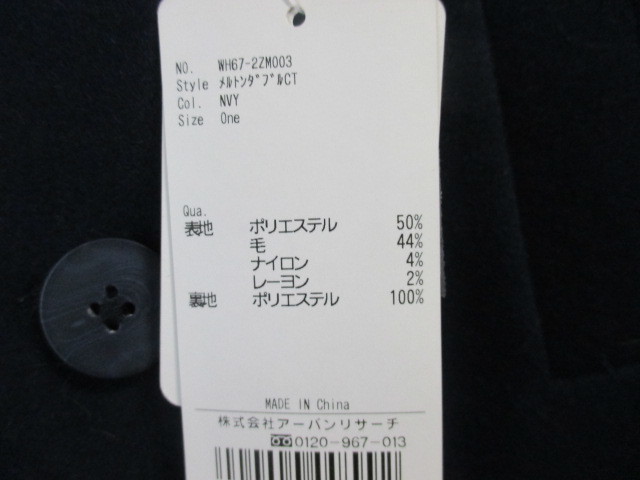 NO. WH67-2ZM003
Style ﾒﾙﾄﾝﾀﾞﾌﾞﾙCT
Col. NVY
Size One
Qua.
表地 ポリエステル 50%
毛 44%
ナイロン 4%
レーヨン 2%
裏地 ポリエステル 100%
MADE IN China
株式会社アーバンリサーチ
0120-967-013